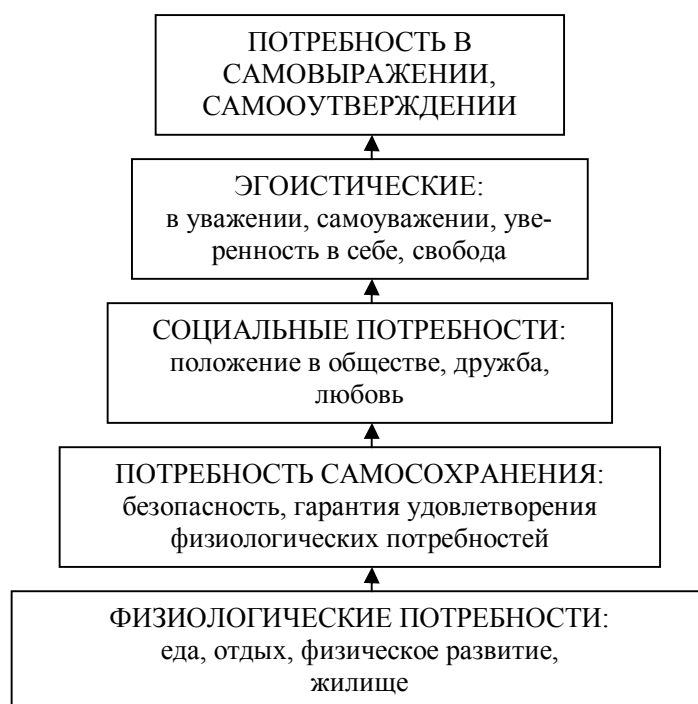 ПОТРЕБНОСТЬ В
САМОВЫРАЖЕНИИ,
САМООУТВЕРЖДЕНИИ
ЭГОИСТИЧЕСКИЕ:
в уважении, самоуважении, уве-
ренность в себе, свобода
СОЦИАЛЬНЫЕ ПОТРЕБНОСТИ:
положение в обществе, дружба,
любовь
ПОТРЕБНОСТЬ САМОСОХРАНЕНИЯ:
безопасность, гарантия удовлетворения
физиологических потребностей
ФИЗИОЛОГИЧЕСКИЕ ПОТРЕБНОСТИ:
еда, отдых, физическое развитие,
жилище